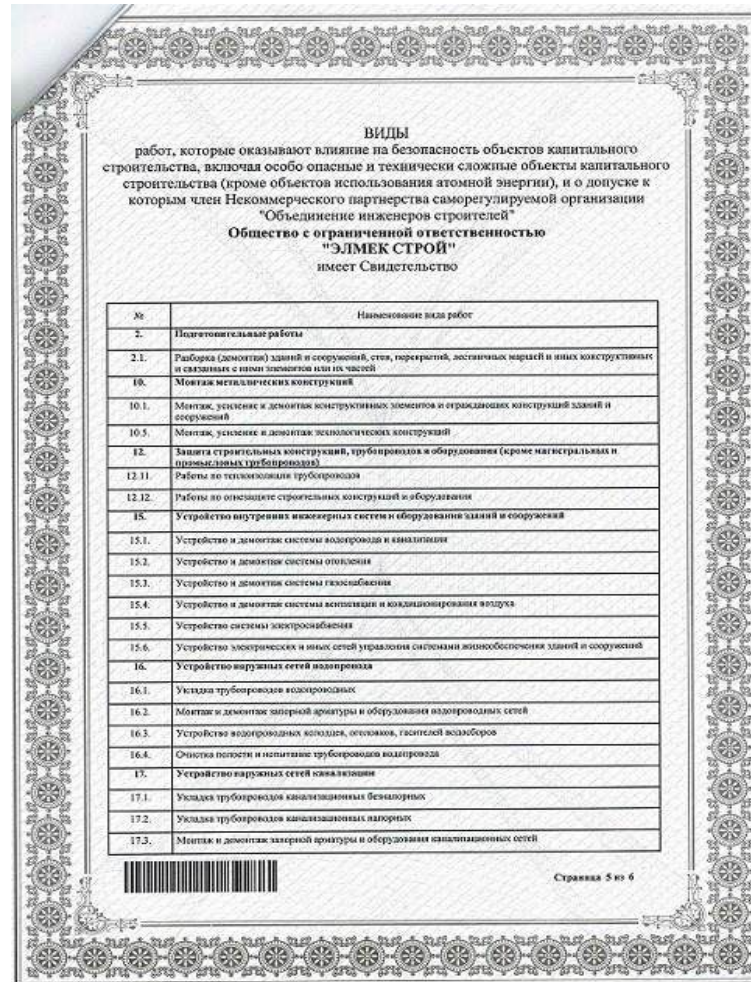 ВИДЫ
работ, которые оказывают влияние на безопасность объектов капитального
строительства, включая особо опасные и технически сложные объекты капитального
строительства (кроме объектов использования атомной энергии), и о допуске к
которым член Некоммерческого партнерства саморегулируемой организации
"Объединение инженеров строителей"
Общество с ограниченной ответственностью
"ЭЛМЕК СТРОЙ"
имеет Свидетельство
№ Наименование вида работ
2. Подготовительные работы
2.1. Разборка (демонтаж) зданий и сооружений, стен, перекрытий, лестничных маршей и иных конструктивных
и связанных с ними элементов или их частей
10. Монтаж металлических конструкций
10.1. Монтаж, усиление и демонтаж конструктивных элементов и ограждающих конструкций зданий и
сооружений
10.5. Монтаж, усиление и демонтаж технологических конструкций
12. Защита строительных конструкций, трубопроводов и оборудования (кроме магистральных и
промысловых трубопроводов)
12.11. Работы по теплоизоляции трубопроводов
12.12. Работы по огнезащите строительных конструкций и оборудования
15. Устройство внутренних инженерных систем и оборудования зданий и сооружений
15.1. Устройство и демонтаж системы водопровода и канализации
15.2. Устройство и демонтаж системы отопления
15.3. Устройство и демонтаж системы газоснабжения
15.4. Устройство и демонтаж системы вентиляции и кондиционирования воздуха
15.5. Устройство системы электроснабжения
15.6. Устройство электрических и иных сетей управления системами жизнеобеспечения зданий и сооружений
16. Устройство наружных сетей водопровода
16.1. Укладка трубопроводов водопроводных
16.2. Монтаж и демонтаж запорной арматуры и оборудования водопроводных сетей
16.3. Устройство водопроводных колодцев, оголовков, гасителей водосборов
16.4. Очистка полости и испытание трубопроводов водопровода
17. Устройство наружных сетей канализации
17.1. Укладка трубопроводов канализационных безнапорных
17.2. Укладка трубопроводов канализационных напорных
17.3. Монтаж и демонтаж запорной арматуры и оборудования канализационных сетей
Страница 5 из 6